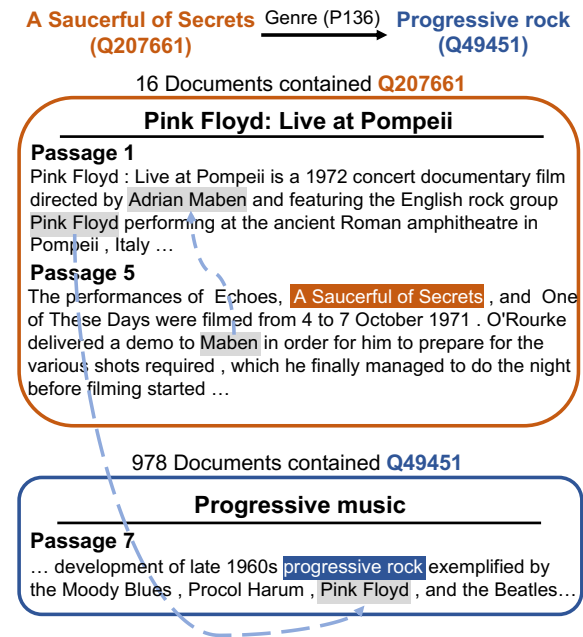 A Saucerful of Secrets Genre (P136) Progressive rock
(Q207661) (Q49451)
16 Documents contained Q207661
Pink Floyd: Live at Pompeii
Passage 1
Pink Floyd : Live at Pompeii is a 1972 concert documentary film
directed by Adrian Maben and featuring the English rock group
Pink Floyd performing at the ancient Roman amphitheatre in
Pompeii , Italy …
Passage 5
The performances of Echoes, A Saucerful of Secrets , and One
of These Days were filmed from 4 to 7 October 1971 . O'Rourke
delivered a demo to Maben in order for him to prepare for the
various shots required , which he finally managed to do the night
before filming started …
978 Documents contained Q49451
Progressive music
Passage 7
… development of late 1960s progressive rock exemplified by
the Moody Blues , Procol Harum , Pink Floyd , and the Beatles…